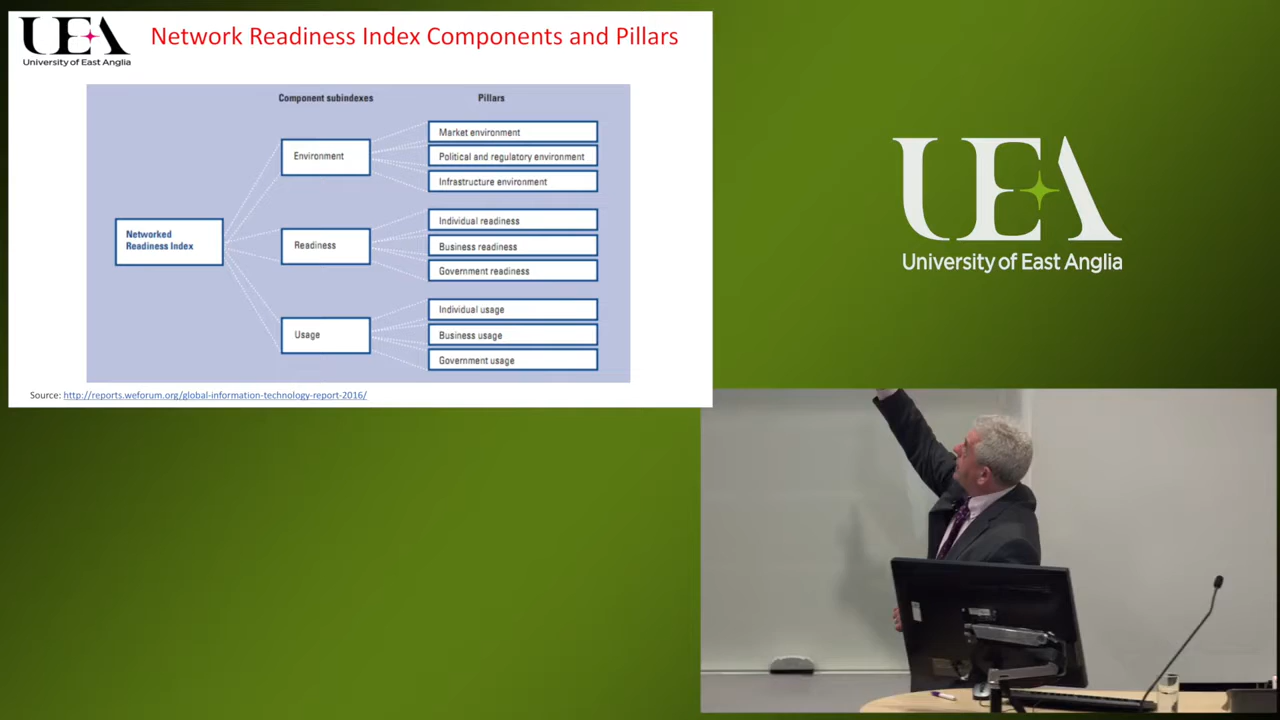 UEA
University of East Anglia
Network Readiness Index Components and Pillars
Component subindexes
Pillars
Networked
Readiness Index
Environment
Market environment
Political and regulatory environment
Infrastructure environment
Readiness
Individual readiness
Business readiness
Government readiness
Usage
Individual usage
Business usage
Government usage
Source: http://reports.weforum.org/global-information-technology-report-2016/
UEA
University of East Anglia